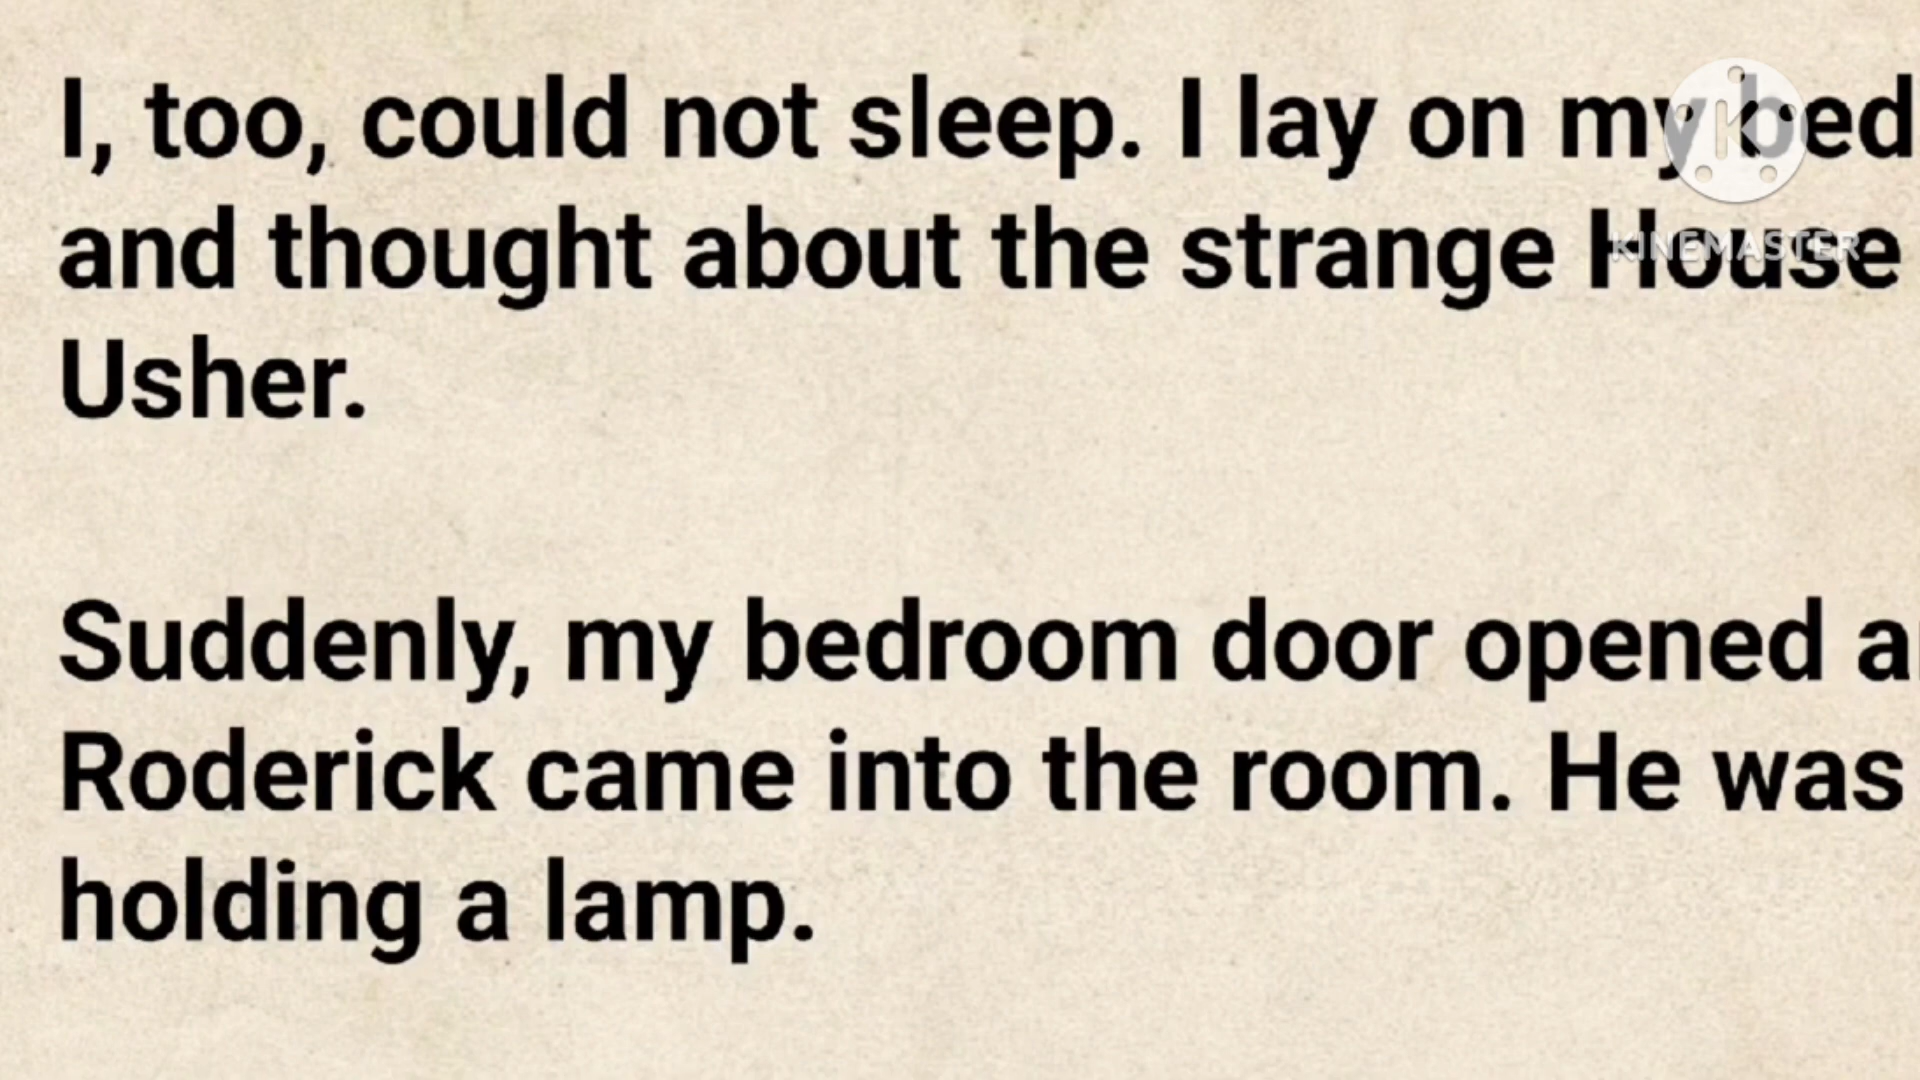 I, too, could not sleep. I lay on my bed
and thought about the strange House
Usher.
Suddenly, my bedroom door opened a
Roderick came into the room. He was
holding a lamp.
KINEMASTER